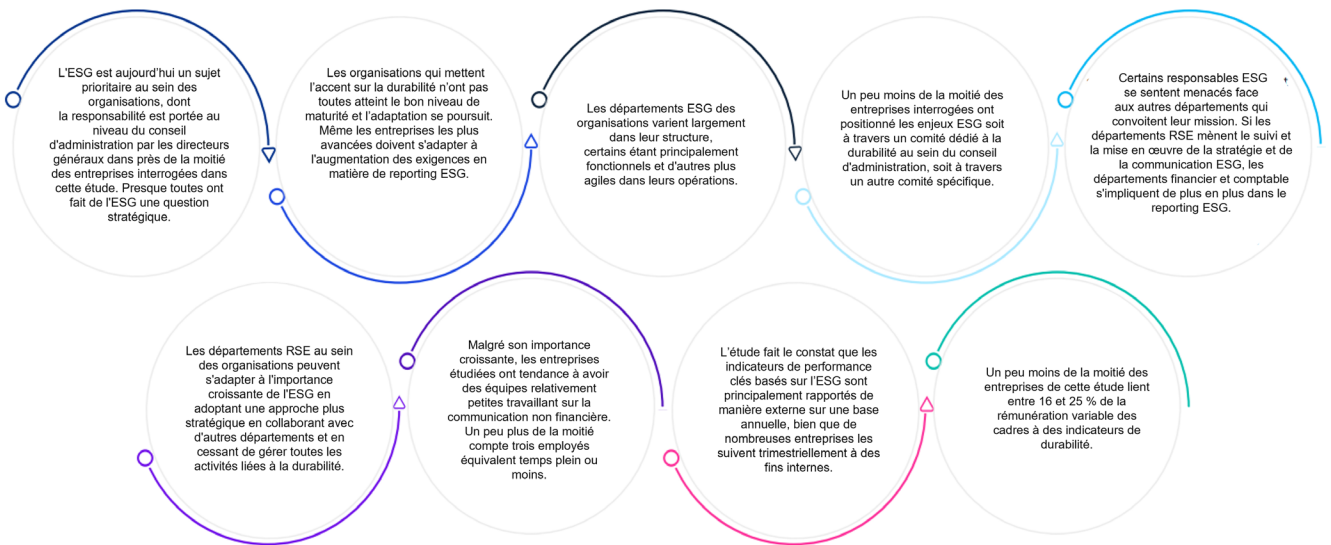 L'ESG est aujourd’hui un sujet
prioritaire au sein des
organisations, dont
la responsabilité est portée au
niveau du conseil
d'administration par les directeurs
généraux dans près de la moitié
des entreprises interrogées dans
cette étude. Presque toutes ont
fait de l'ESG une question
stratégique.
Les organisations qui mettent
l’accent sur la durabilité n’ont pas
toutes atteint le bon niveau de
maturité et l’adaptation se poursuit.
Même les entreprises les plus
avancées doivent s'adapter à
l'augmentation des exigences en
matière de reporting ESG.
Les départements ESG des
organisations varient largement
dans leur structure,
certains étant principalement
fonctionnels et d’autres plus
agiles dans leurs opérations.
Un peu moins de la moitié des
entreprises interrogées ont
positionné les enjeux ESG soit
à travers un comité dédié à la
durabilité au sein du conseil
d'administration, soit à travers
un autre comité spécifique.
Certains responsables ESG
se sentent menacés face
aux autres départements qui
convoitent leur mission. Si les
départements RSE mènent le suivi et
la mise en œuvre de la stratégie et de
la communication ESG, les
départements financier et comptable
s'impliquent de plus en plus dans le
reporting ESG.
Les départements RSE au sein
des organisations peuvent
s'adapter à l'importance
croissante de l'ESG en
adoptant une approche plus
stratégique en collaborant avec
d'autres départements et en
cessant de gérer toutes les
activités liées à la durabilité.
Malgré son importance
croissante, les entreprises
étudiées ont tendance à avoir
des équipes relativement
petites travaillant sur la
communication non financière.
Un peu plus de la moitié
compte trois employés
équivalent temps plein ou
moins.
L’étude fait le constat que les
indicateurs de performance
clés basés sur l’ESG sont
principalement rapportés de
manière externe sur une base
annuelle, bien que de
nombreuses entreprises les
suivent trimestriellement à des
fins internes.
Un peu moins de la moitié des
entreprises de cette étude lient
entre 16 et 25 % de la
rémunération variable des
cadres à des indicateurs de
durabilité.